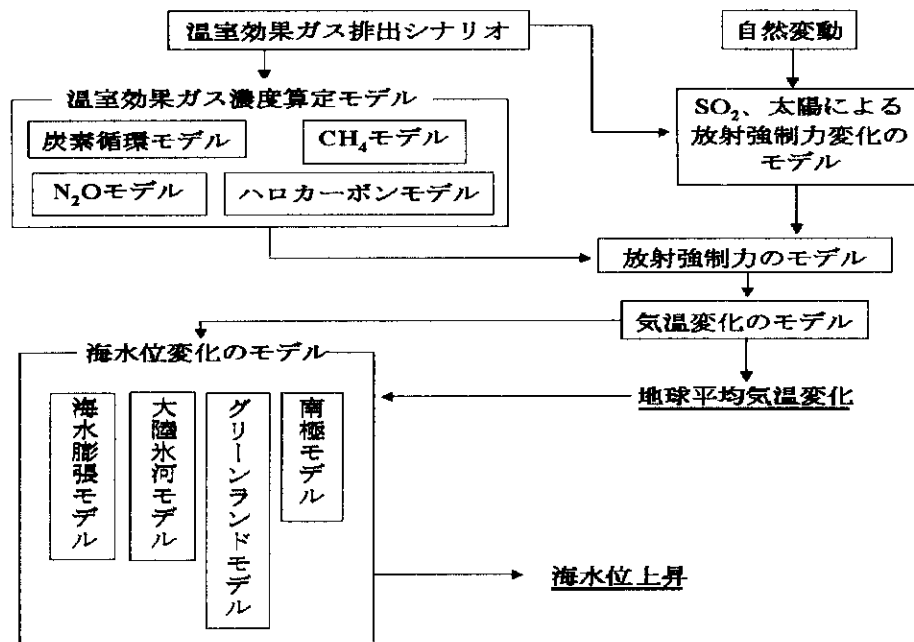 温室効果ガス排出シナリオ
自然変動
温室効果ガス濃度算定モデル
炭素循環モデル
CH₄モデル
N₂Oモデル
ハロカーボンモデル
SO₂、太陽による
放射強制力変化の
モデル
放射強制力のモデル
気温変化のモデル
海水位変化のモデル
地球平均気温変化
海水膨張モデル
大陸氷河モデル
グリーンランドモデル
南極モデル
海水位上昇